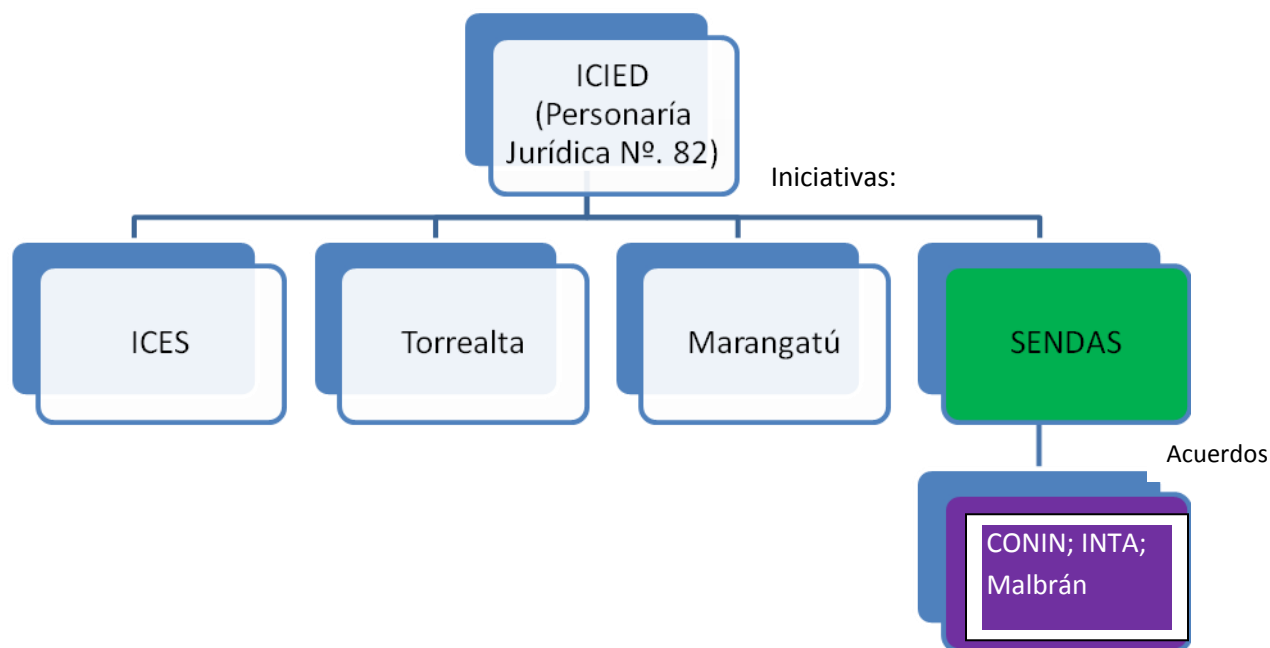 ICIED
(Personaría
Jurídica Nº. 82)
Iniciativas:
ICES
Torrealta
Marangatú
SENDAS
Acuerdos
CONIN; INTA;
Malbrán